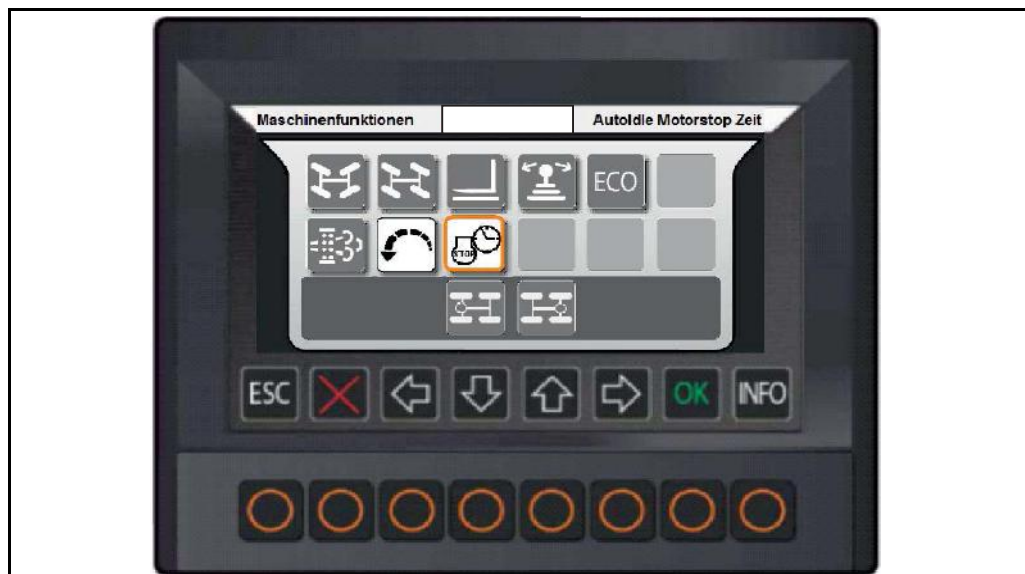 Maschinenfunktionen
AutoIdle Motorstop Zeit
ECO
STOP
ESC
OK
INFO